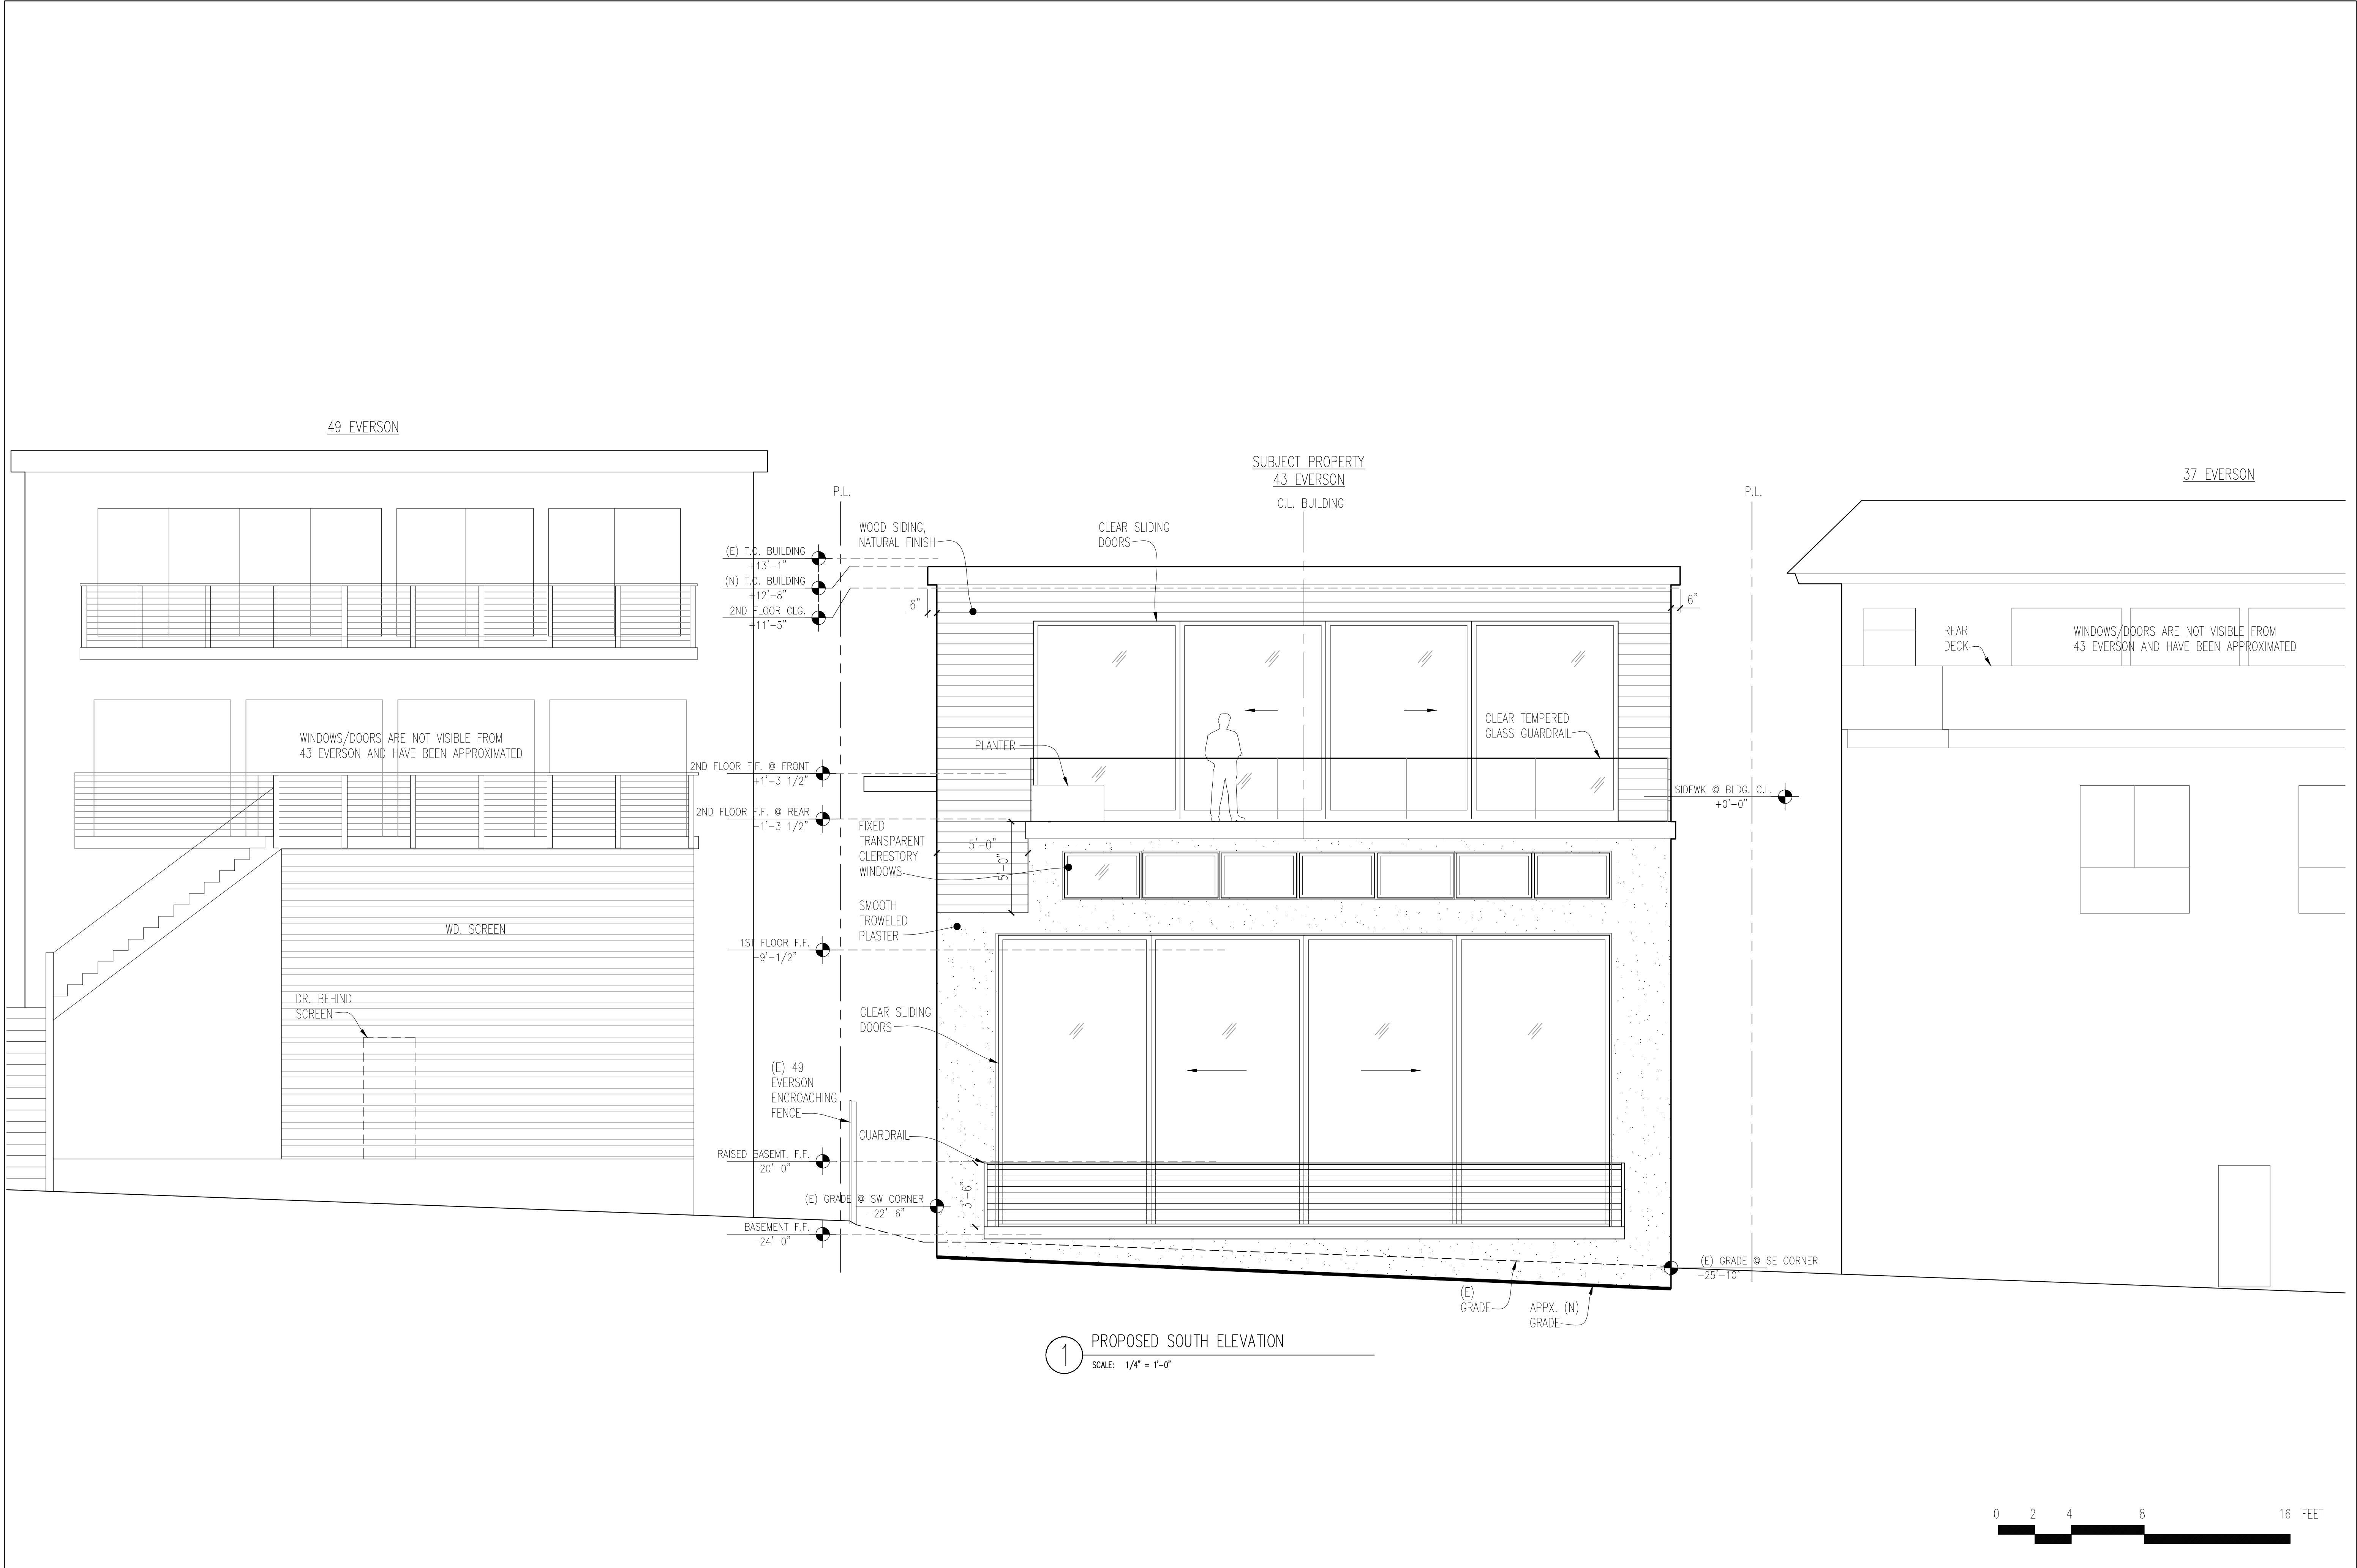 49 EVERSON
SUBJECT PROPERTY
43 EVERSON
C.L. BUILDING
37 EVERSON
P.L.
P.L.
WOOD SIDING,
NATURAL FINISH
CLEAR SLIDING
DOORS
(E) T.O. BUILDING
+13'-1"
(N) T.O. BUILDING
+12'-8"
2ND FLOOR CLG.
+11'-5"
6"
6"
REAR
DECK
WINDOWS/DOORS ARE NOT VISIBLE FROM
43 EVERSON AND HAVE BEEN APPROXIMATED
WINDOWS/DOORS ARE NOT VISIBLE FROM
43 EVERSON AND HAVE BEEN APPROXIMATED
CLEAR TEMPERED
GLASS GUARDRAIL
PLANTER
2ND FLOOR F.F. @ FRONT
+1'-3 1/2"
SIDEWK @ BLDG. C.L.
+0'-0"
2ND FLOOR F.F. @ REAR
-1'-3 1/2"
FIXED
TRANSPARENT
CLERESTORY
WINDOWS
5'-0"
5'-0"
SMOOTH
TROWELED
PLASTER
WD. SCREEN
1ST FLOOR F.F.
-9'-1/2"
DR. BEHIND
SCREEN
CLEAR SLIDING
DOORS
(E) 49
EVERSON
ENCROACHING
FENCE
GUARDRAIL
RAISED BASEMT. F.F.
-20'-0"
3'-6"
(E) GRADE @ SW CORNER
-22'-6"
BASEMENT F.F.
-24'-0"
(E) GRADE @ SE CORNER
-25'-10"
(E)
GRADE
APPX. (N)
GRADE
1
PROPOSED SOUTH ELEVATION
SCALE: 1/4" = 1'-0"
0 2 4 8 16 FEET